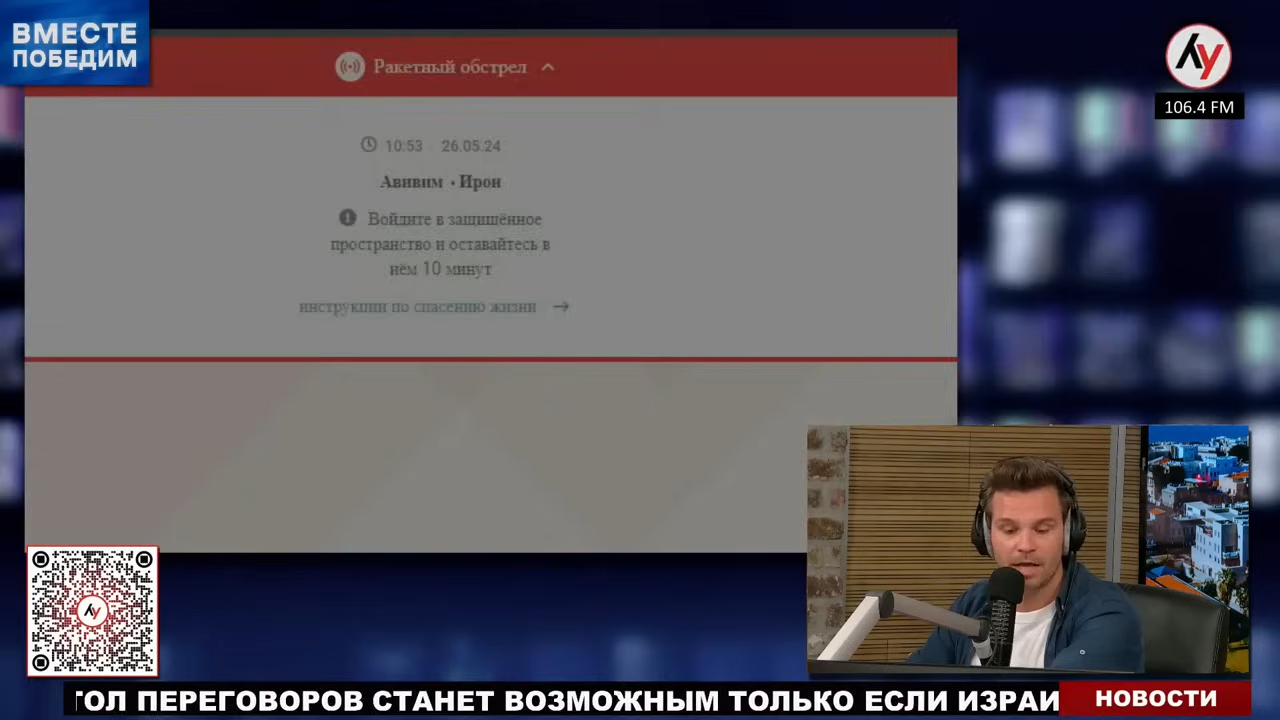 ВМЕСТЕ
ПОБЕДИМ
Ракетный обстрел
10:53 26.05.24
Авивим • Ирон
Войдите в защищённое
пространство и оставайтесь в
нём 10 минут
инструкции по спасению жизни
106.4 FM
ТОЛ ПЕРЕГОВОРОВ СТАНЕТ ВОЗМОЖНЫМ ТОЛЬКО ЕСЛИ ИЗРАИ
НОВОСТИ